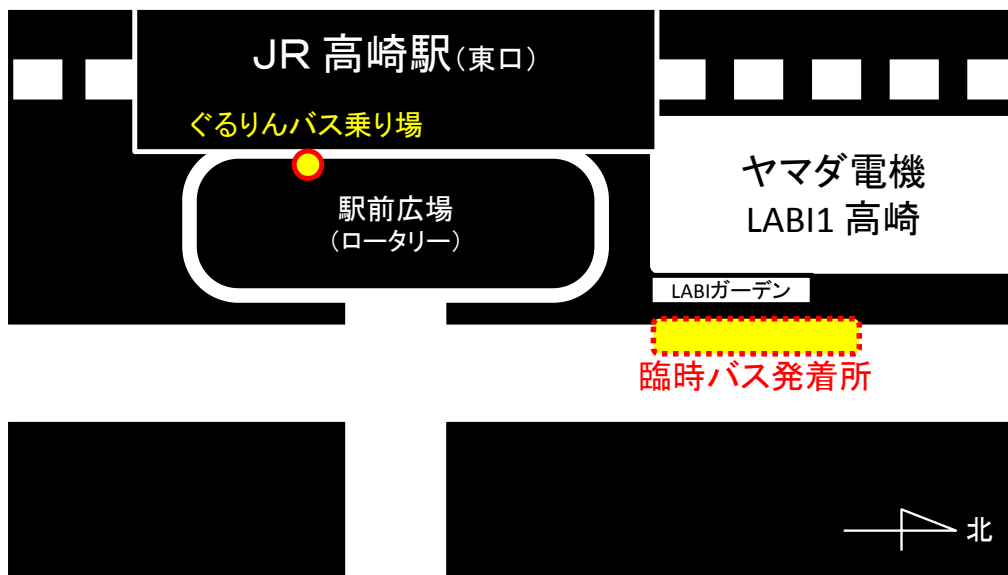 JR 高崎駅(東口)
ぐるりんバス乗り場
駅前広場
(ロータリー)
ヤマダ電機
LABI1 高崎
LABIガーデン
臨時バス発着所
北